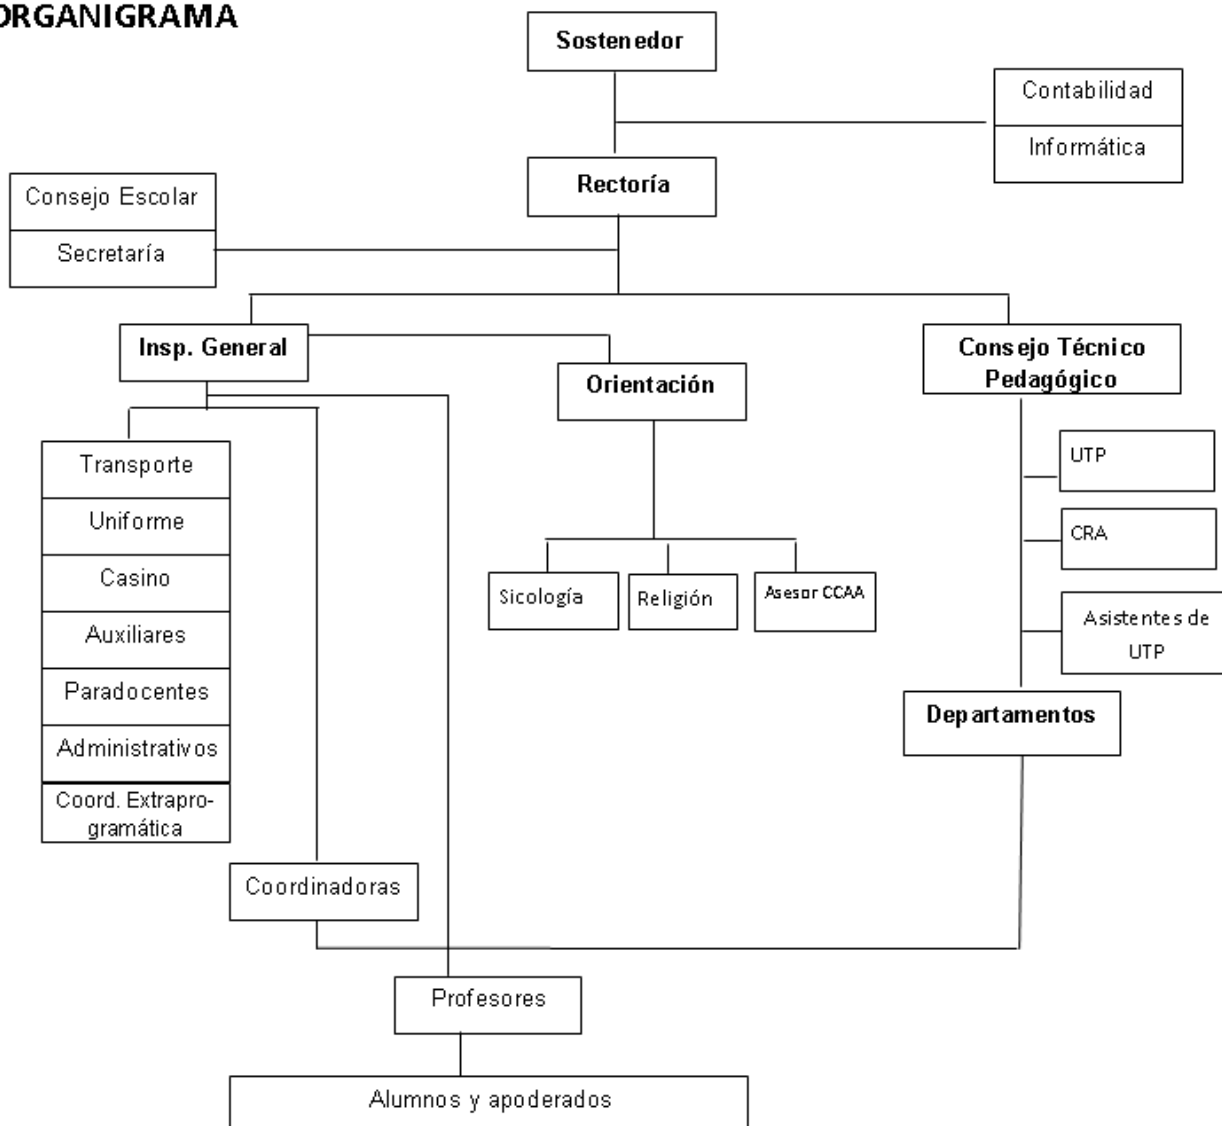 ORGANIGRAMA
Sostenedor
Contabilidad
Informática
Rectoría
Consejo Escolar
Secretaría
Insp. General
Orientación
Consejo Técnico
Pedagógico
Transporte
Uniforme
Casino
Auxiliares
Paradocentes
Administrativos
Coord. Extrapro-
gramática
UTP
CRA
Asistentes de
UTP
Sicología
Religión
Asesor CCAA
Departamentos
Coordinadoras
Profesores
Alumnos y apoderados